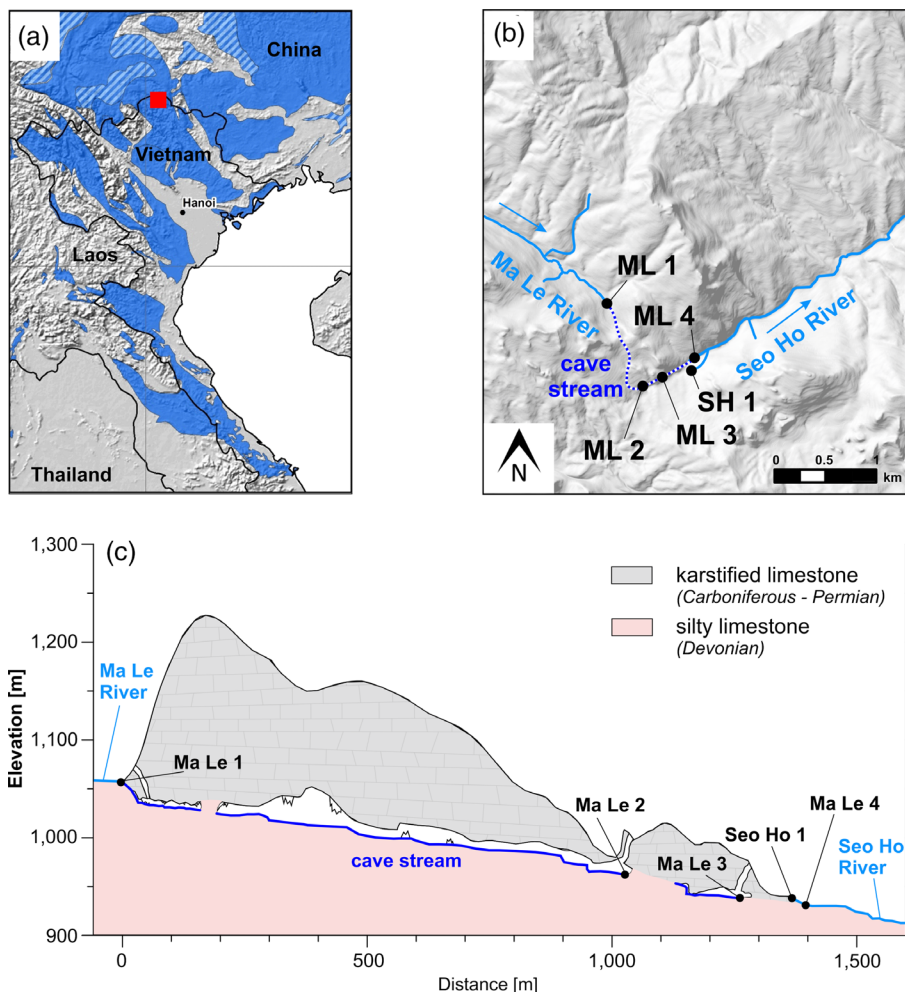 (a)
China
Vietnam
Hanoi
Laos
Thailand
(b)
Ma Le River
ML 1
ML 4
cave
stream
Seo Ho River
SH 1
ML 3
ML 2
N
0 0.5 1
km
(c)
1,300
1,200
1,100
1,000
900
Elevation [m]
karstified limestone
(Carboniferous - Permian)
silty limestone
(Devonian)
Ma Le
River
Ma Le 1
cave stream
Ma Le 2
Ma Le 3
Seo Ho 1
Ma Le 4
Seo Ho
River
0 500 1,000 1,500
Distance [m]